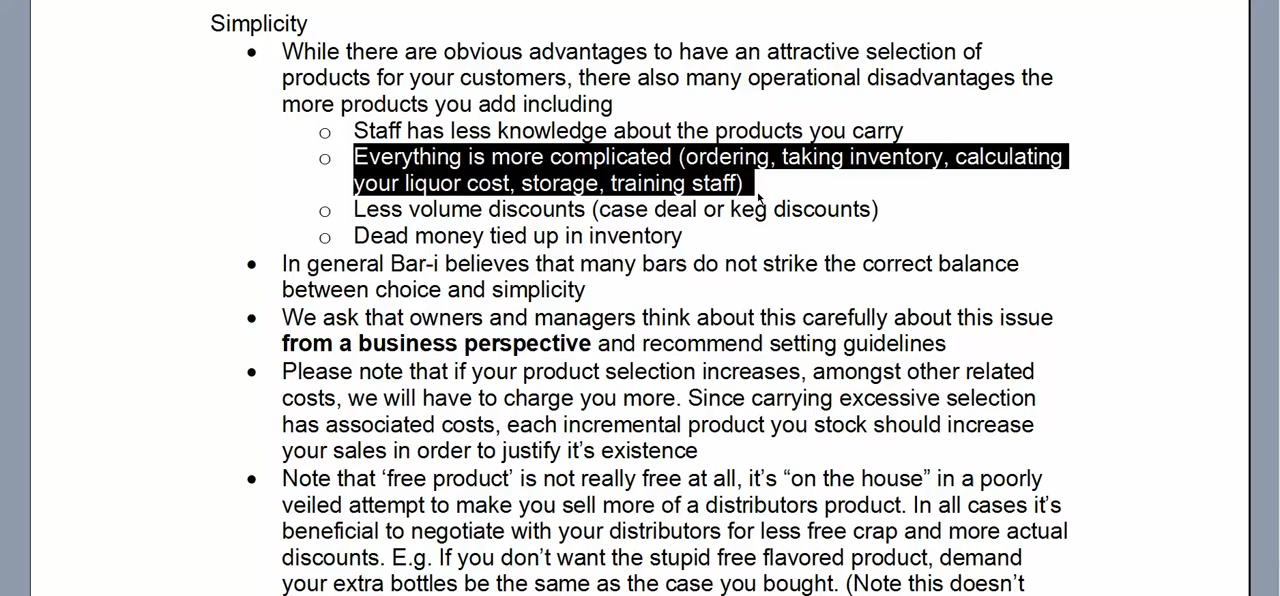 Simplicity
• While there are obvious advantages to have an attractive selection of
products for your customers, there also many operational disadvantages the
more products you add including
○ Staff has less knowledge about the products you carry
○ Everything is more complicated (ordering, taking inventory, calculating
your liquor cost, storage, training staff)
○ Less volume discounts (case deal or keg discounts)
○ Dead money tied up in inventory
• In general Bar-i believes that many bars do not strike the correct balance
between choice and simplicity
• We ask that owners and managers think about this carefully about this issue
from a business perspective and recommend setting guidelines
• Please note that if your product selection increases, amongst other related
costs, we will have to charge you more. Since carrying excessive selection
has associated costs, each incremental product you stock should increase
your sales in order to justify it’s existence
• Note that ‘free product’ is not really free at all, it’s “on the house” in a poorly
veiled attempt to make you sell more of a distributors product. In all cases it’s
beneficial to negotiate with your distributors for less free crap and more actual
discounts. E.g. If you don’t want the stupid free flavored product, demand
your extra bottles be the same as the case you bought. (Note this doesn’t